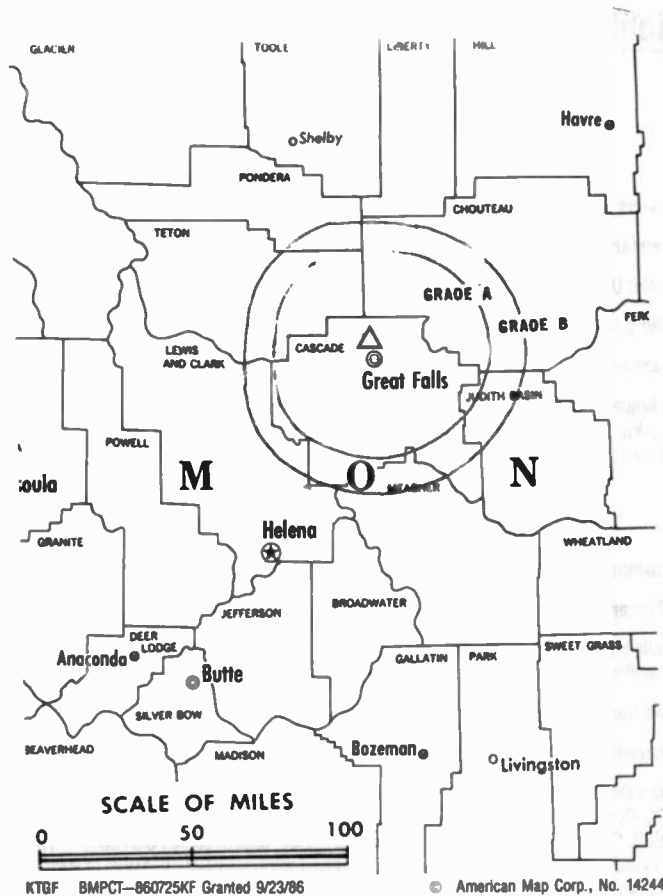 GLACIER TOOLE LIBERTY HILL
Havre
Shelby
PONDERA
CHOUTEAU
TETON
GRADE A
GRADE B
FERG
CASCADE
LEWIS
AND CLARK
Great Falls
JUDITH BASIN
POWELL
M O N
soula
MEAGHER
GRANITE
Helena
WHEATLAND
JEFFERSON
BROADWATER
DEER
LODGE
Anaconda
GALLATIN PARK SWEET GRASS
Butte
SILVER BOW
BEAVERHEAD
MADISON
Bozeman
Livingston
SCALE OF MILES
0 50 100
KTGF BMPCT—860725KF Granted 9/23/86 © American Map Corp., No. 14244